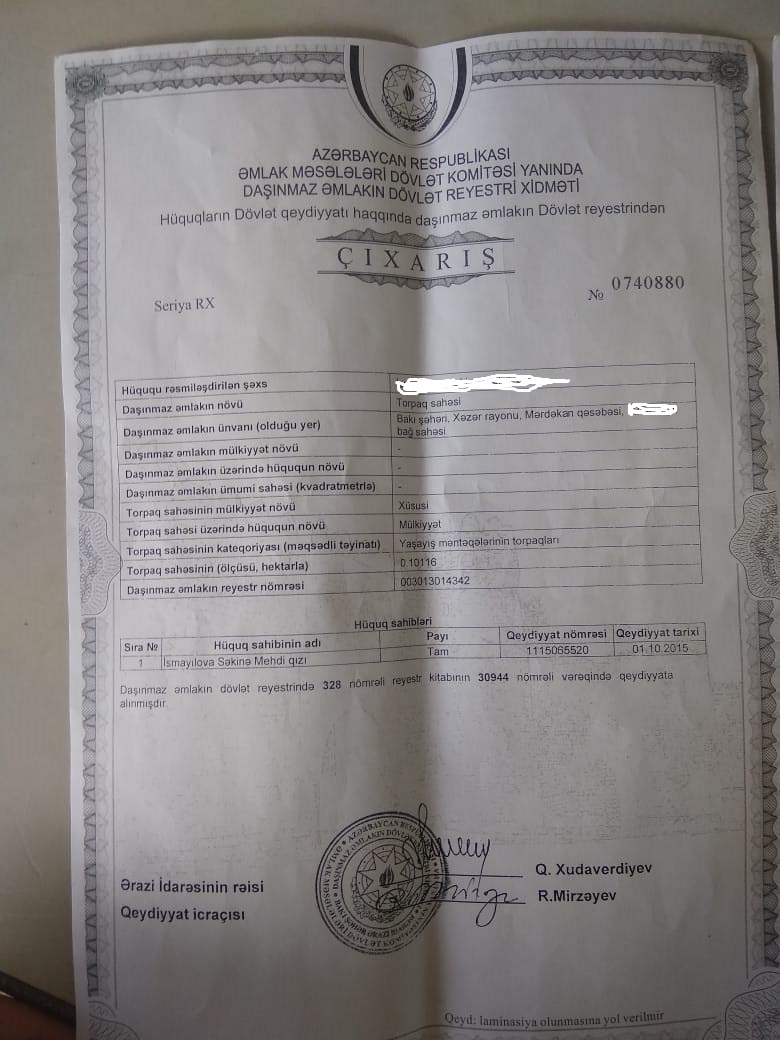 AZƏRBAYCAN RESPUBLİKASI
ƏMLAK MƏSƏLƏLƏRİ DÖVLƏT KOMİTƏSİ YANINDA
DAŞINMAZ ƏMLAKIN DÖVLƏT REYESTRİ XİDMƏTİ
Hüquqların Dövlət qeydiyyatı haqqında daşınmaz əmlakın Dövlət reyestrindən
ÇIXARIŞ
Seriya RX
№ 0740880
Hüququ rəsmiləşdirilən şəxs
Daşınmaz əmlakın növü Torpaq sahəsi
Daşınmaz əmlakın ünvanı (olduğu yer) Bakı şəhəri, Xəzər rayonu, Mərdəkan qəsəbəsi,
bağ sahəsi
Daşınmaz əmlakın mülkiyyət növü -
Daşınmaz əmlakın üzərində hüququn növü -
Daşınmaz əmlakın ümumi sahəsi (kvadratmetrlə) -
Torpaq sahəsinin mülkiyyət növü Xüsusi
Torpaq sahəsi üzərində hüququn növü Mülkiyyət
Torpaq sahəsinin kateqoriyası (məqsədli təyinatı) Yaşayış məntəqələrinin torpaqları
Torpaq sahəsinin (ölçüsü, hektarla) 0.10116
Daşınmaz əmlakın reyestr nömrəsi 003013014342
Hüquq sahibləri
Sıra № Hüquq sahibinin adı Payı Qeydiyyat nömrəsi Qeydiyyat tarixi
1 İsmayılova Səkinə Mehdi qızı Tam 1115065520 01.10.2015
Daşınmaz əmlakın dövlət reyestrində 328 nömrəli reyestr kitabının 30944 nömrəli vərəqində qeydiyyata
alınmışdır
Ərazi İdarəsinin rəisi Q. Xudaverdiyev
Qeydiyyat icraçısı R.Mirzəyev
Qeyd: laminasiya olunmasına yol verilmir